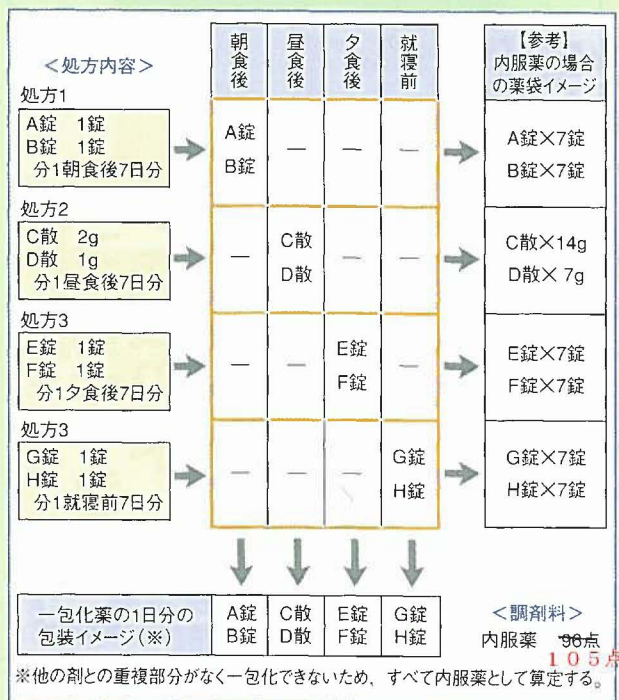 <処方内容>
朝食後
昼食後
夕食後
就寝前
【参考】
内服薬の場合
の薬袋イメージ
処方1
A錠 1錠
B錠 1錠
分1朝食後7日分
A錠
B錠
—
—
—
A錠×7錠
B錠×7錠
処方2
C散 2g
D散 1g
分1昼食後7日分
—
C散
D散
—
—
C散×14g
D散×7g
処方3
E錠 1錠
F錠 1錠
分1夕食後7日分
—
—
E錠
F錠
—
E錠×7錠
F錠×7錠
処方3
G錠 1錠
H錠 1錠
分1就寝前7日分
—
—
—
G錠
H錠
G錠×7錠
H錠×7錠
一包化薬の1日分の
包装イメージ(※)
A錠
B錠
C散
D散
E錠
F錠
G錠
H錠
<調剤料>
内服薬 96点
105点
※他の剤との重複部分がなく一包化できないため,すべて内服薬として算定する。